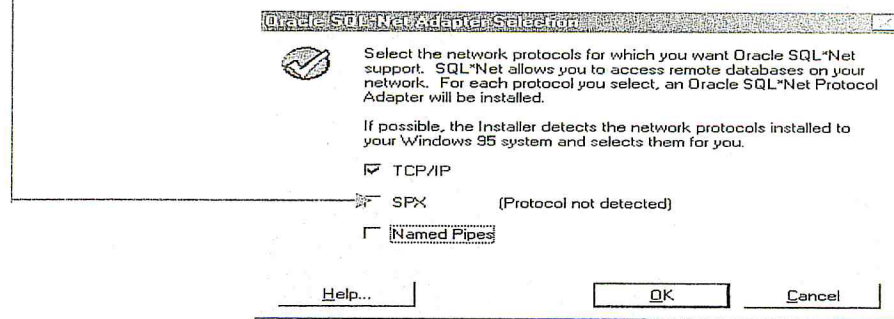 Oracle SQL*Net Adapter Selection
Select the network protocols for which you want Oracle SQL*Net
support. SQL*Net allows you to access remote databases on your
network. For each protocol you select, an Oracle SQL*Net Protocol
Adapter will be installed.
If possible, the Installer detects the network protocols installed to
your Windows 95 system and selects them for you.
TCP/IP
SPX (Protocol not detected)
Named Pipes
Help... OK Cancel